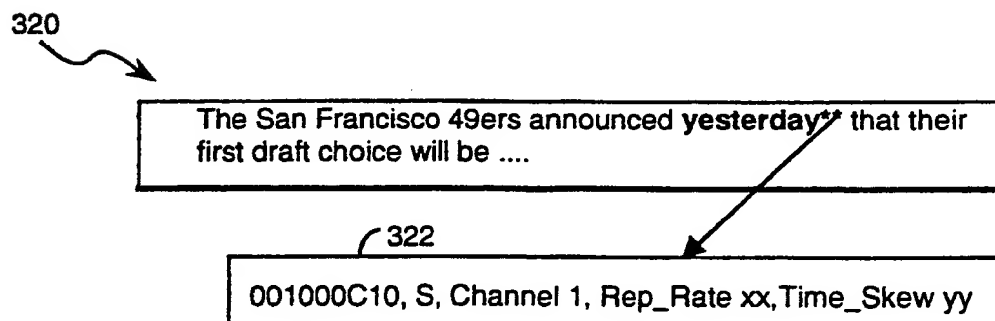 320
The San Francisco 49ers announced yesterday** that their
first draft choice will be ....
322
001000C10, S, Channel 1, Rep_Rate xx,Time_Skew yy